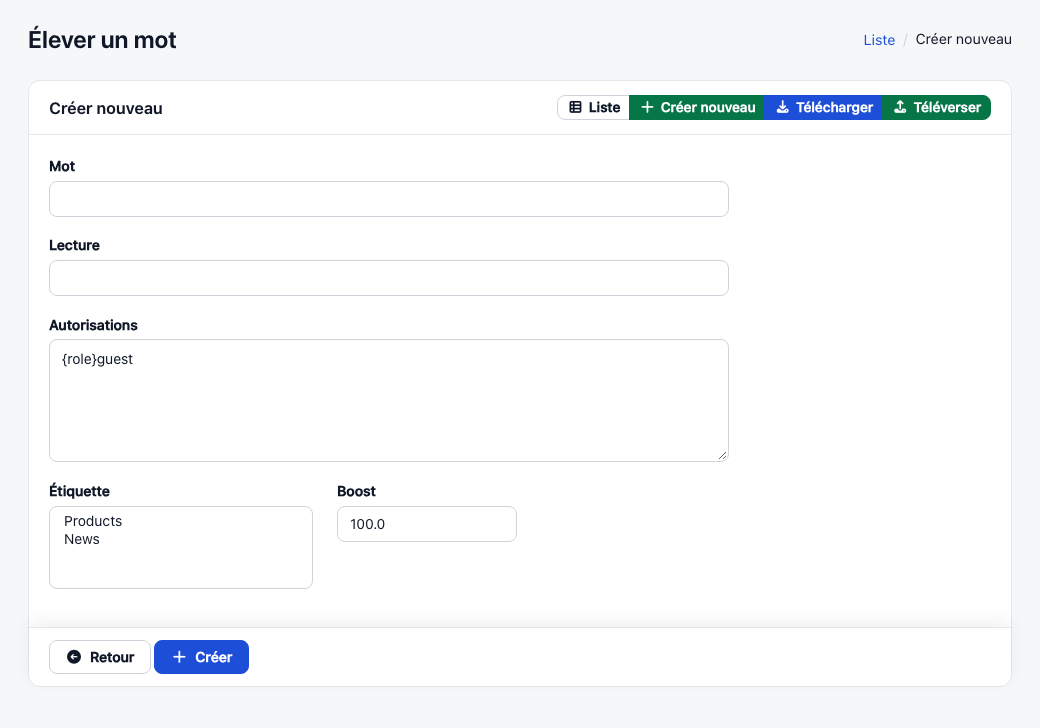 Élever un mot
Liste / Créer nouveau
Créer nouveau
Liste
Créer nouveau
Télécharger
Téléverser
Mot
Lecture
Autorisations
{role}guest
Étiquette
Boost
Products
News
100.0
Retour
Créer